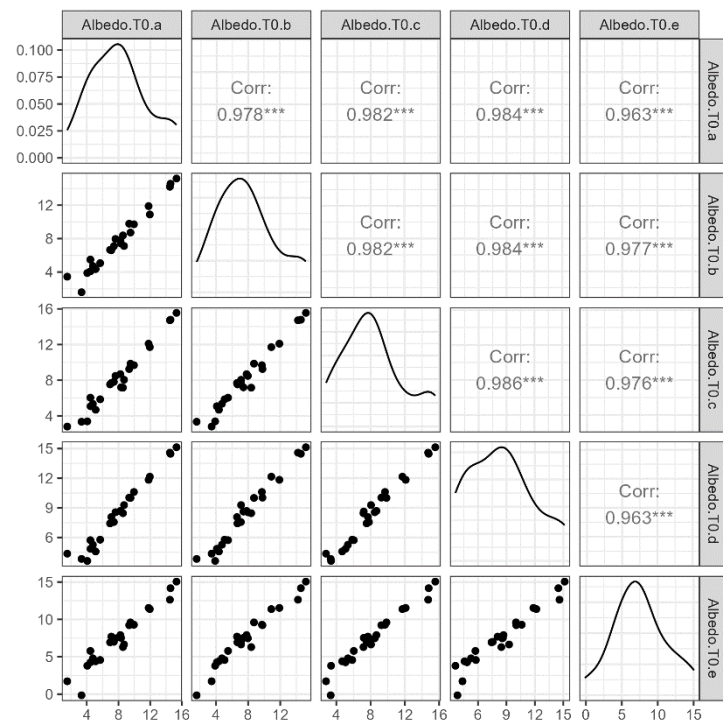 Albedo.T0.a Albedo.T0.b Albedo.T0.c Albedo.T0.d Albedo.T0.e
0.100
0.075
0.050
0.025
0.000
Corr:
0.978***
Corr:
0.982***
Corr:
0.984***
Corr:
0.963***
Albedo.T0.a
12
8
4
Corr:
0.982***
Corr:
0.984***
Corr:
0.977***
Albedo.T0.b
16
12
8
4
Corr:
0.986***
Corr:
0.976***
Albedo.T0.c
15
12
9
6
Corr:
0.963***
Albedo.T0.d
15
10
5
0
Albedo.T0.e
4 8 12 16 4 8 12 4 8 12 16 6 9 12 15 0 5 10 15